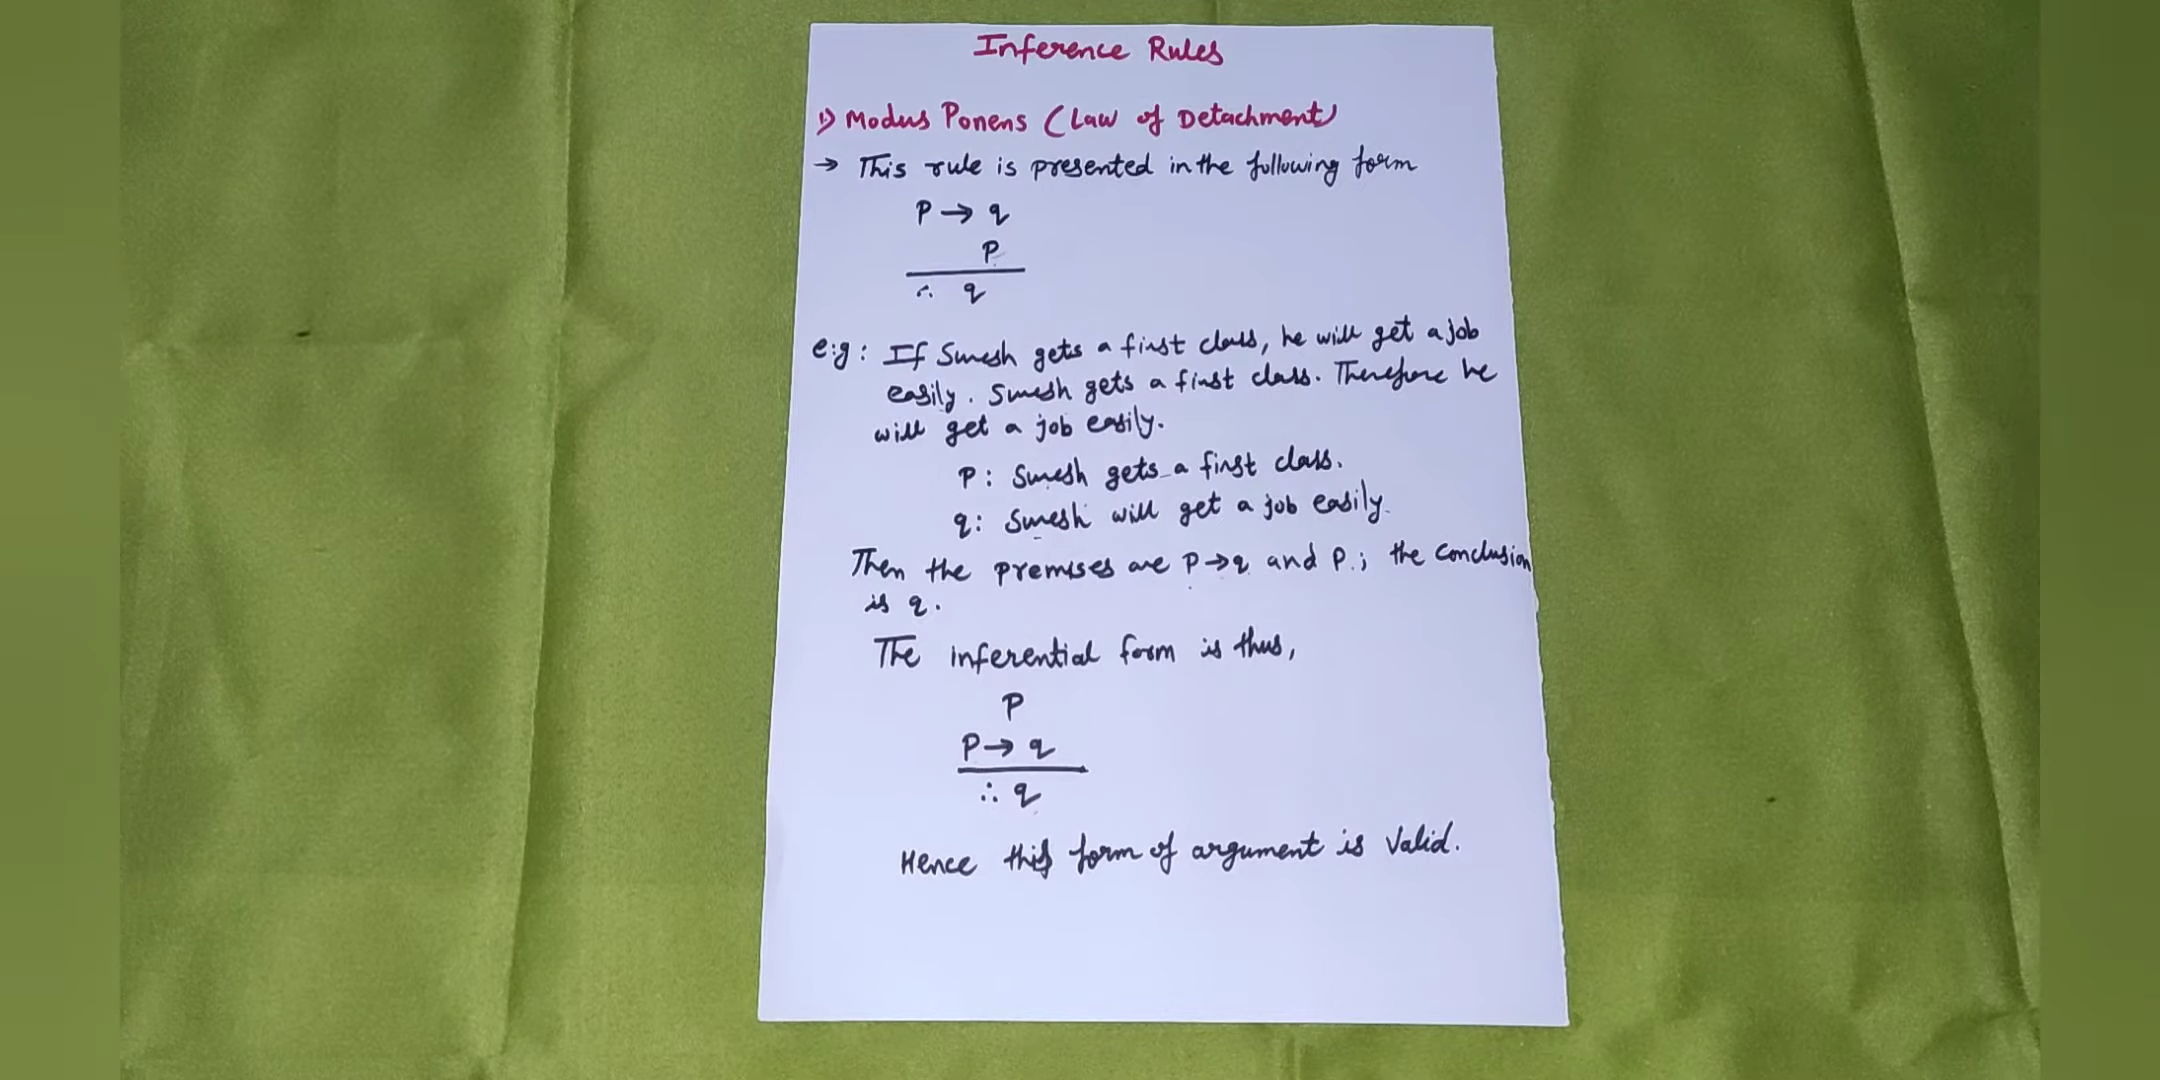 Inference Rules
1) Modus Ponens (Law of Detachment)
→ This rule is presented in the following form
P → q
P
∴ q
e.g : If Suresh gets a first class, he will get a job
easily. Suresh gets a first class. Therefore he
will get a job easily.
P : Suresh gets a first class.
q : Suresh will get a job easily.
Then the premises are P → q and P. ; the conclusion
is q.
The inferential form is thus,
P
P → q
∴ q
Hence this form of argument is valid.